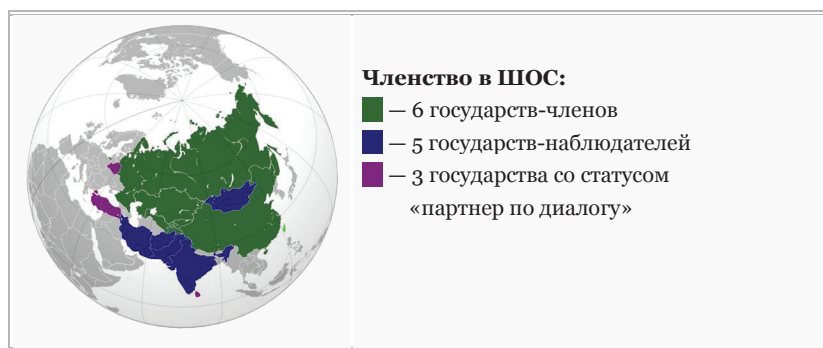 Членство в ШОС:
— 6 государств-членов
— 5 государств-наблюдателей
— 3 государства со статусом
«партнер по диалогу»